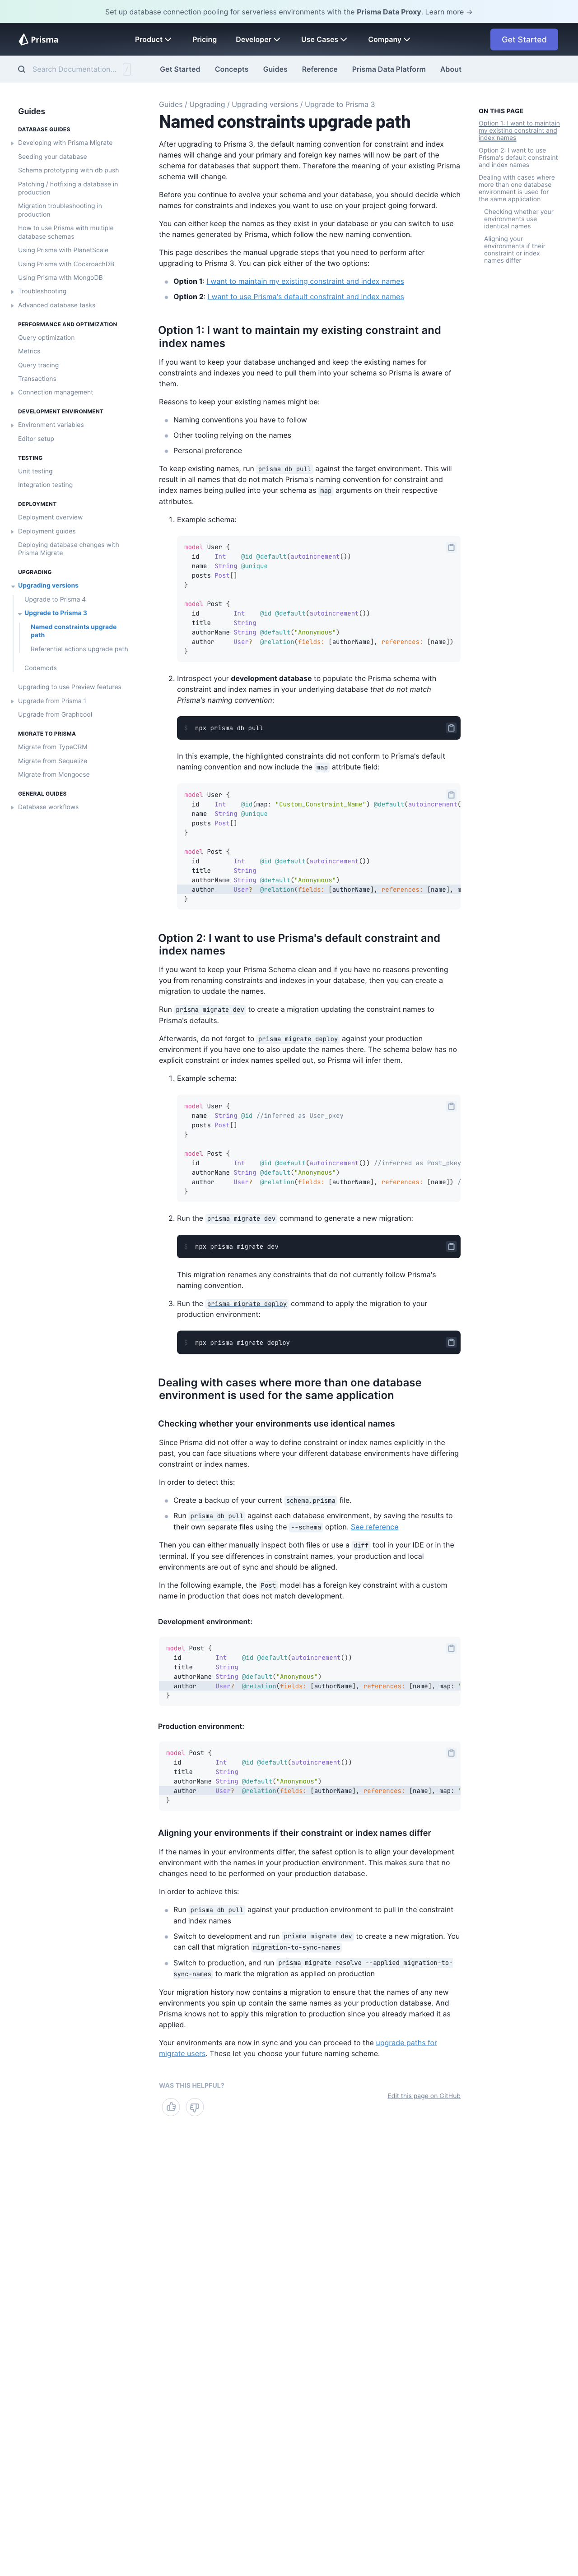 Set up database connection pooling for serverless environments with the Prisma Data Proxy. Learn more →
Prisma
Product
Pricing
Developer
Use Cases
Company
Get Started
Search Documentation... /
Get Started
Concepts
Guides
Reference
Prisma Data Platform
About
Guides
DATABASE GUIDES
Developing with Prisma Migrate
Seeding your database
Schema prototyping with db push
Patching / hotfixing a database in
production
Migration troubleshooting in
production
How to use Prisma with multiple
database schemas
Using Prisma with PlanetScale
Using Prisma with CockroachDB
Using Prisma with MongoDB
Troubleshooting
Advanced database tasks
PERFORMANCE AND OPTIMIZATION
Query optimization
Metrics
Query tracing
Transactions
Connection management
DEVELOPMENT ENVIRONMENT
Environment variables
Editor setup
TESTING
Unit testing
Integration testing
DEPLOYMENT
Deployment overview
Deployment guides
Deploying database changes with
Prisma Migrate
UPGRADING
Upgrading versions
Upgrade to Prisma 4
Upgrade to Prisma 3
Named constraints upgrade
path
Referential actions upgrade path
Codemods
Upgrading to use Preview features
Upgrade from Prisma 1
Upgrade from Graphcool
MIGRATE TO PRISMA
Migrate from TypeORM
Migrate from Sequelize
Migrate from Mongoose
GENERAL GUIDES
Database workflows
Guides / Upgrading / Upgrading versions / Upgrade to Prisma 3
Named constraints upgrade path
After upgrading to Prisma 3, the default naming convention for constraint and index
names will change and your primary and foreign key names will now be part of the
schema for databases that support them. Therefore the meaning of your existing Prisma
schema will change.
Before you continue to evolve your schema and your database, you should decide which
names for constraints and indexes you want to use on your project going forward.
You can either keep the names as they exist in your database or you can switch to use
the names generated by Prisma, which follow the new naming convention.
This page describes the manual upgrade steps that you need to perform after
upgrading to Prisma 3. You can pick either of the two options:
Option 1: I want to maintain my existing constraint and index names
Option 2: I want to use Prisma's default constraint and index names
Option 1: I want to maintain my existing constraint and
index names
If you want to keep your database unchanged and keep the existing names for
constraints and indexes you need to pull them into your schema so Prisma is aware of
them.
Reasons to keep your existing names might be:
Naming conventions you have to follow
Other tooling relying on the names
Personal preference
To keep existing names, run prisma db pull against the target environment. This will
result in all names that do not match Prisma's naming convention for constraint and
index names being pulled into your schema as map arguments on their respective
attributes.
1. Example schema:
model User {
id Int @id @default(autoincrement())
name String @unique
posts Post[]
}
model Post {
id Int @id @default(autoincrement())
title String
authorName String @default("Anonymous")
author User? @relation(fields: [authorName], references: [name])
}
2. Introspect your development database to populate the Prisma schema with
constraint and index names in your underlying database that do not match
Prisma's naming convention:
$ npx prisma db pull
In this example, the highlighted constraints did not conform to Prisma's default
naming convention and now include the map attribute field:
model User {
id Int @id(map: "Custom_Constraint_Name") @default(autoincrement(
name String @unique
posts Post[]
}
model Post {
id Int @id @default(autoincrement())
title String
authorName String @default("Anonymous")
author User? @relation(fields: [authorName], references: [name], m
}
Option 2: I want to use Prisma's default constraint and
index names
If you want to keep your Prisma Schema clean and if you have no reasons preventing
you from renaming constraints and indexes in your database, then you can create a
migration to update the names.
Run prisma migrate dev to create a migration updating the constraint names to
Prisma's defaults.
Afterwards, do not forget to prisma migrate deploy against your production
environment if you have one to also update the names there. The schema below has no
explicit constraint or index names spelled out, so Prisma will infer them.
1. Example schema:
model User {
name String @id //inferred as User_pkey
posts Post[]
}
model Post {
id Int @id @default(autoincrement()) //inferred as Post_pkey
authorName String @default("Anonymous")
author User? @relation(fields: [authorName], references: [name]) /
}
2. Run the prisma migrate dev command to generate a new migration:
$ npx prisma migrate dev
This migration renames any constraints that do not currently follow Prisma's
naming convention.
3. Run the prisma migrate deploy command to apply the migration to your
production environment:
$ npx prisma migrate deploy
Dealing with cases where more than one database
environment is used for the same application
Checking whether your environments use identical names
Since Prisma did not offer a way to define constraint or index names explicitly in the
past, you can face situations where your different database environments have differing
constraint or index names.
In order to detect this:
Create a backup of your current schema.prisma file.
Run prisma db pull against each database environment, by saving the results to
their own separate files using the --schema option. See reference
Then you can either manually inspect both files or use a diff tool in your IDE or in the
terminal. If you see differences in constraint names, your production and local
environments are out of sync and should be aligned.
In the following example, the Post model has a foreign key constraint with a custom
name in production that does not match development.
Development environment:
model Post {
id Int @id @default(autoincrement())
title String
authorName String @default("Anonymous")
author User? @relation(fields: [authorName], references: [name], map: "
}
Production environment:
model Post {
id Int @id @default(autoincrement())
title String
authorName String @default("Anonymous")
author User? @relation(fields: [authorName], references: [name], map: "
}
Aligning your environments if their constraint or index names differ
If the names in your environments differ, the safest option is to align your development
environment with the names in your production environment. This makes sure that no
changes need to be performed on your production database.
In order to achieve this:
Run prisma db pull against your production environment to pull in the constraint
and index names
Switch to development and run prisma migrate dev to create a new migration. You
can call that migration migration-to-sync-names
Switch to production, and run prisma migrate resolve --applied migration-to-
sync-names to mark the migration as applied on production
Your migration history now contains a migration to ensure that the names of any new
environments you spin up contain the same names as your production database. And
Prisma knows not to apply this migration to production since you already marked it as
applied.
Your environments are now in sync and you can proceed to the upgrade paths for
migrate users. These let you choose your future naming scheme.
WAS THIS HELPFUL?
Edit this page on GitHub
ON THIS PAGE
Option 1: I want to maintain
my existing constraint and
index names
Option 2: I want to use
Prisma's default constraint
and index names
Dealing with cases where
more than one database
environment is used for
the same application
Checking whether your
environments use
identical names
Aligning your
environments if their
constraint or index
names differ